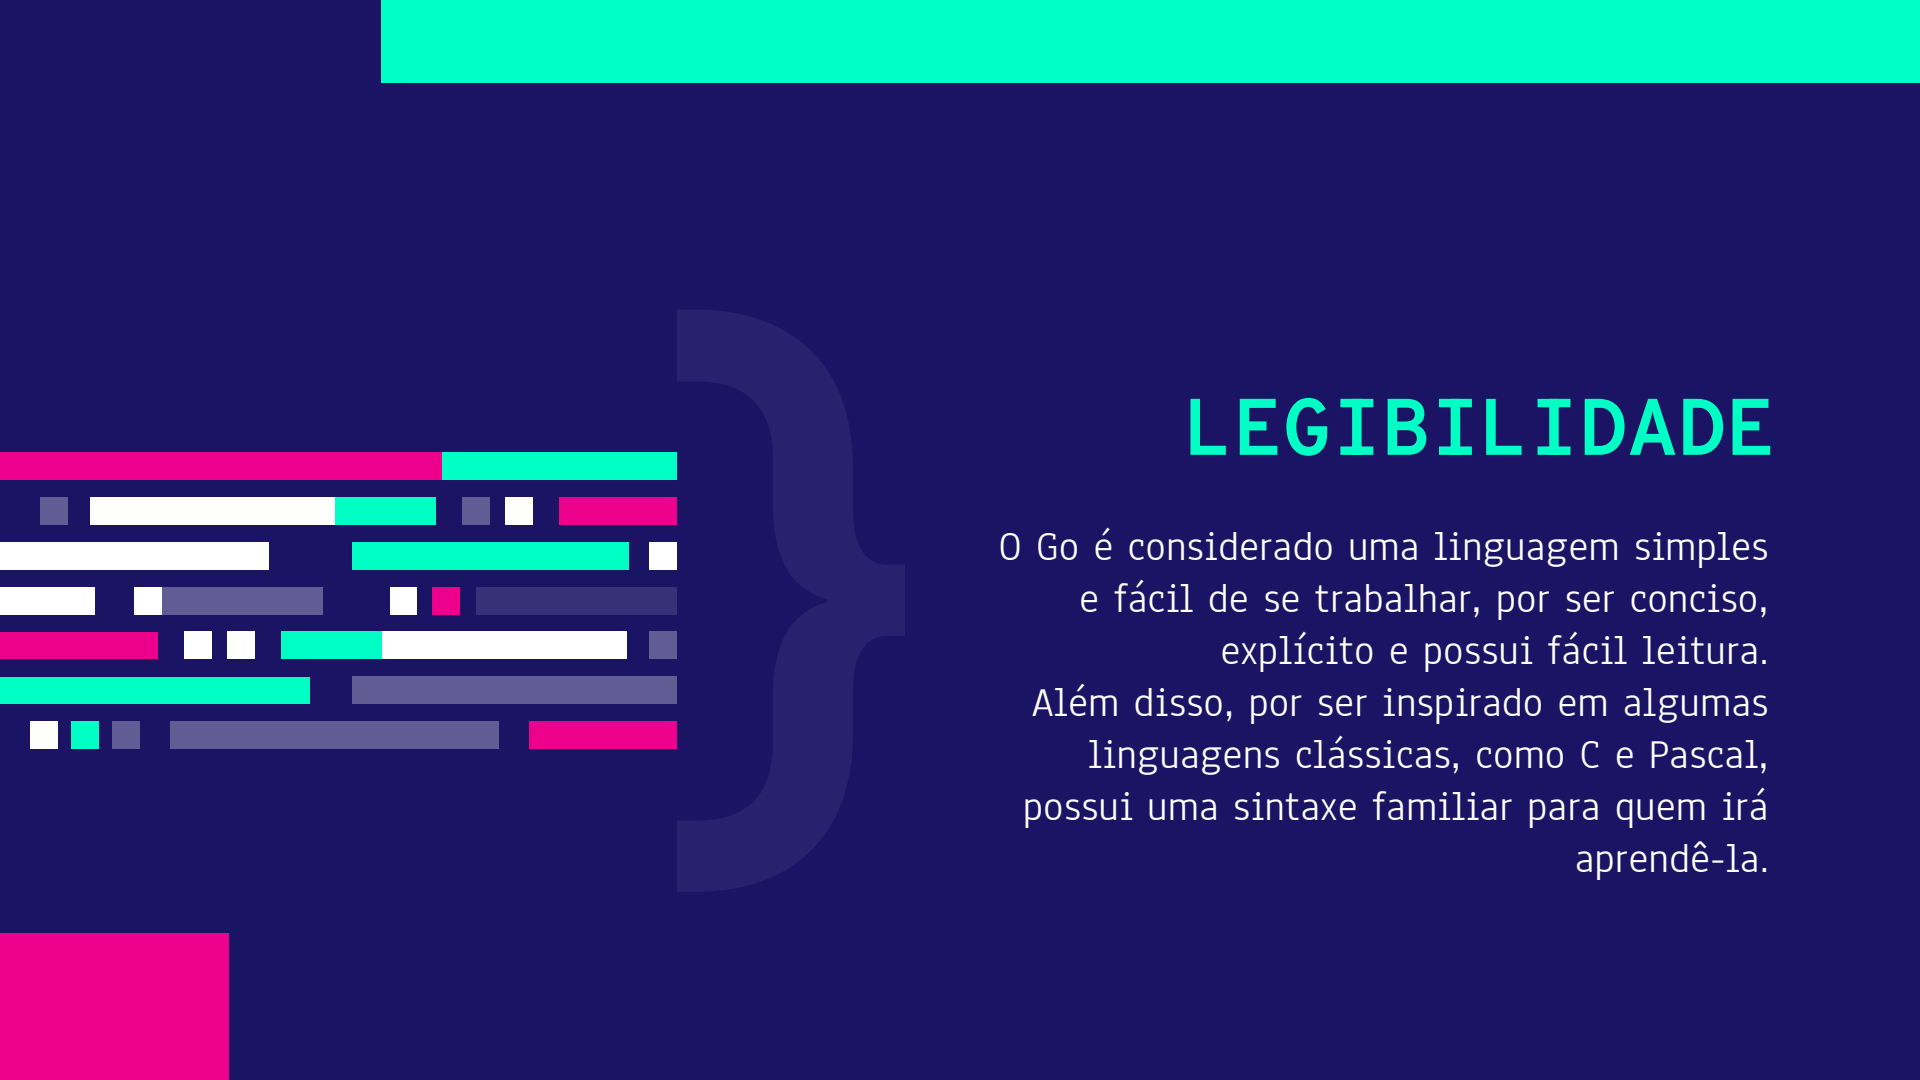 LEGIBILIDADE
O Go é considerado uma linguagem simples
e fácil de se trabalhar, por ser conciso,
explícito e possui fácil leitura.
Além disso, por ser inspirado em algumas
linguagens clássicas, como C e Pascal,
possui uma sintaxe familiar para quem irá
aprendê-la.
}